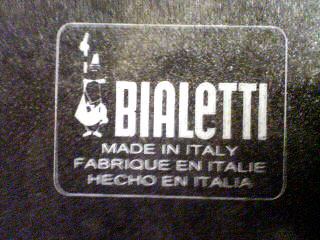 BIALETTI
MADE IN ITALY
FABRIQUE EN ITALIE
HECHO EN ITALIA